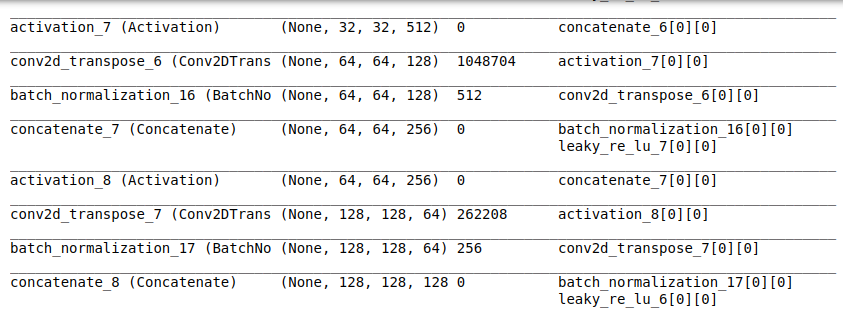 activation_7 (Activation) (None, 32, 32, 512) 0 concatenate_6[0][0]
conv2d_transpose_6 (Conv2DTrans (None, 64, 64, 128) 1048704 activation_7[0][0]
batch_normalization_16 (BatchNo (None, 64, 64, 128) 512 conv2d_transpose_6[0][0]
concatenate_7 (Concatenate) (None, 64, 64, 256) 0 batch_normalization_16[0][0]
leaky_re_lu_7[0][0]
activation_8 (Activation) (None, 64, 64, 256) 0 concatenate_7[0][0]
conv2d_transpose_7 (Conv2DTrans (None, 128, 128, 64) 262208 activation_8[0][0]
batch_normalization_17 (BatchNo (None, 128, 128, 64) 256 conv2d_transpose_7[0][0]
concatenate_8 (Concatenate) (None, 128, 128, 128 0 batch_normalization_17[0][0]
leaky_re_lu_6[0][0]